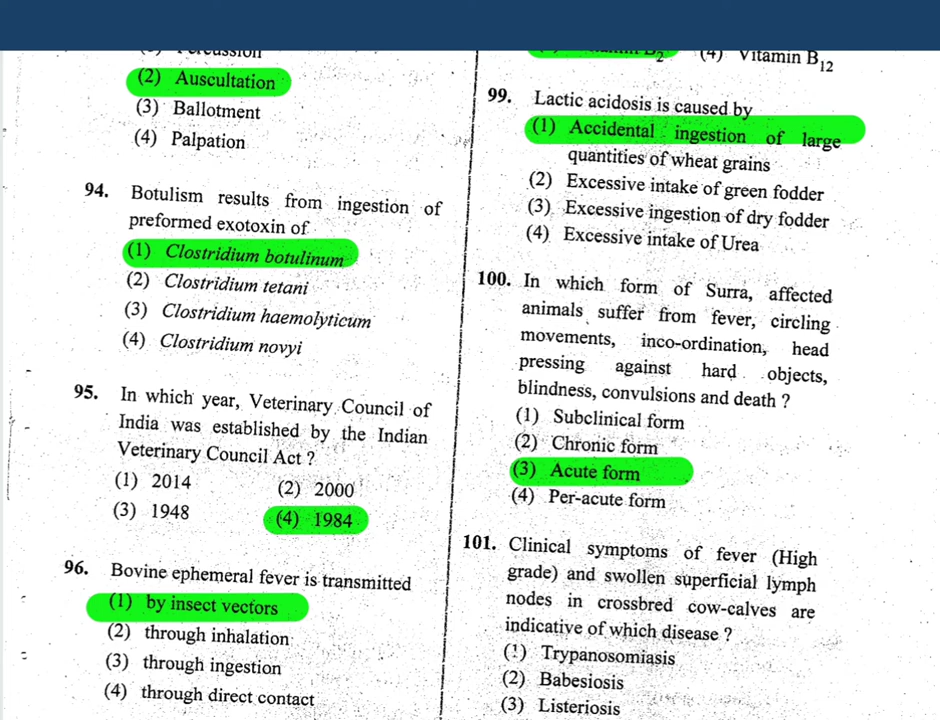 (2) Auscultation
(3) Ballotment
(4) Palpation
94. Botulism results from ingestion of
preformed exotoxin of
(1) Clostridium botulinum
(2) Clostridium tetani
(3) Clostridium haemolyticum
(4) Clostridium novyi
95. In which year, Veterinary Council of
India was established by the Indian
Veterinary Council Act ?
(1) 2014 (2) 2000
(3) 1948 (4) 1984
96. Bovine ephemeral fever is transmitted
(1) by insect vectors
(2) through inhalation
(3) through ingestion
(4) through direct contact
(4) Vitamin B12
99. Lactic acidosis is caused by
(1) Accidental ingestion of large
quantities of wheat grains
(2) Excessive intake of green fodder
(3) Excessive ingestion of dry fodder
(4) Excessive intake of Urea
100. In which form of Surra, affected
animals suffer from fever, circling
movements, inco-ordination, head
pressing against hard objects,
blindness, convulsions and death ?
(1) Subclinical form
(2) Chronic form
(3) Acute form
(4) Per-acute form
101. Clinical symptoms of fever (High
grade) and swollen superficial lymph
nodes in crossbred cow-calves are
indicative of which disease ?
(1) Trypanosomiasis
(2) Babesiosis
(3) Listeriosis